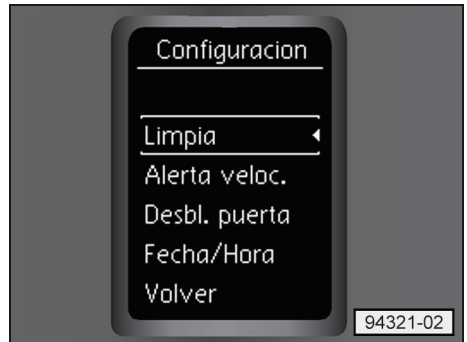 Configuracion
Limpia
Alerta veloc.
Desbl. puerta
Fecha/Hora
Volver
94321-02